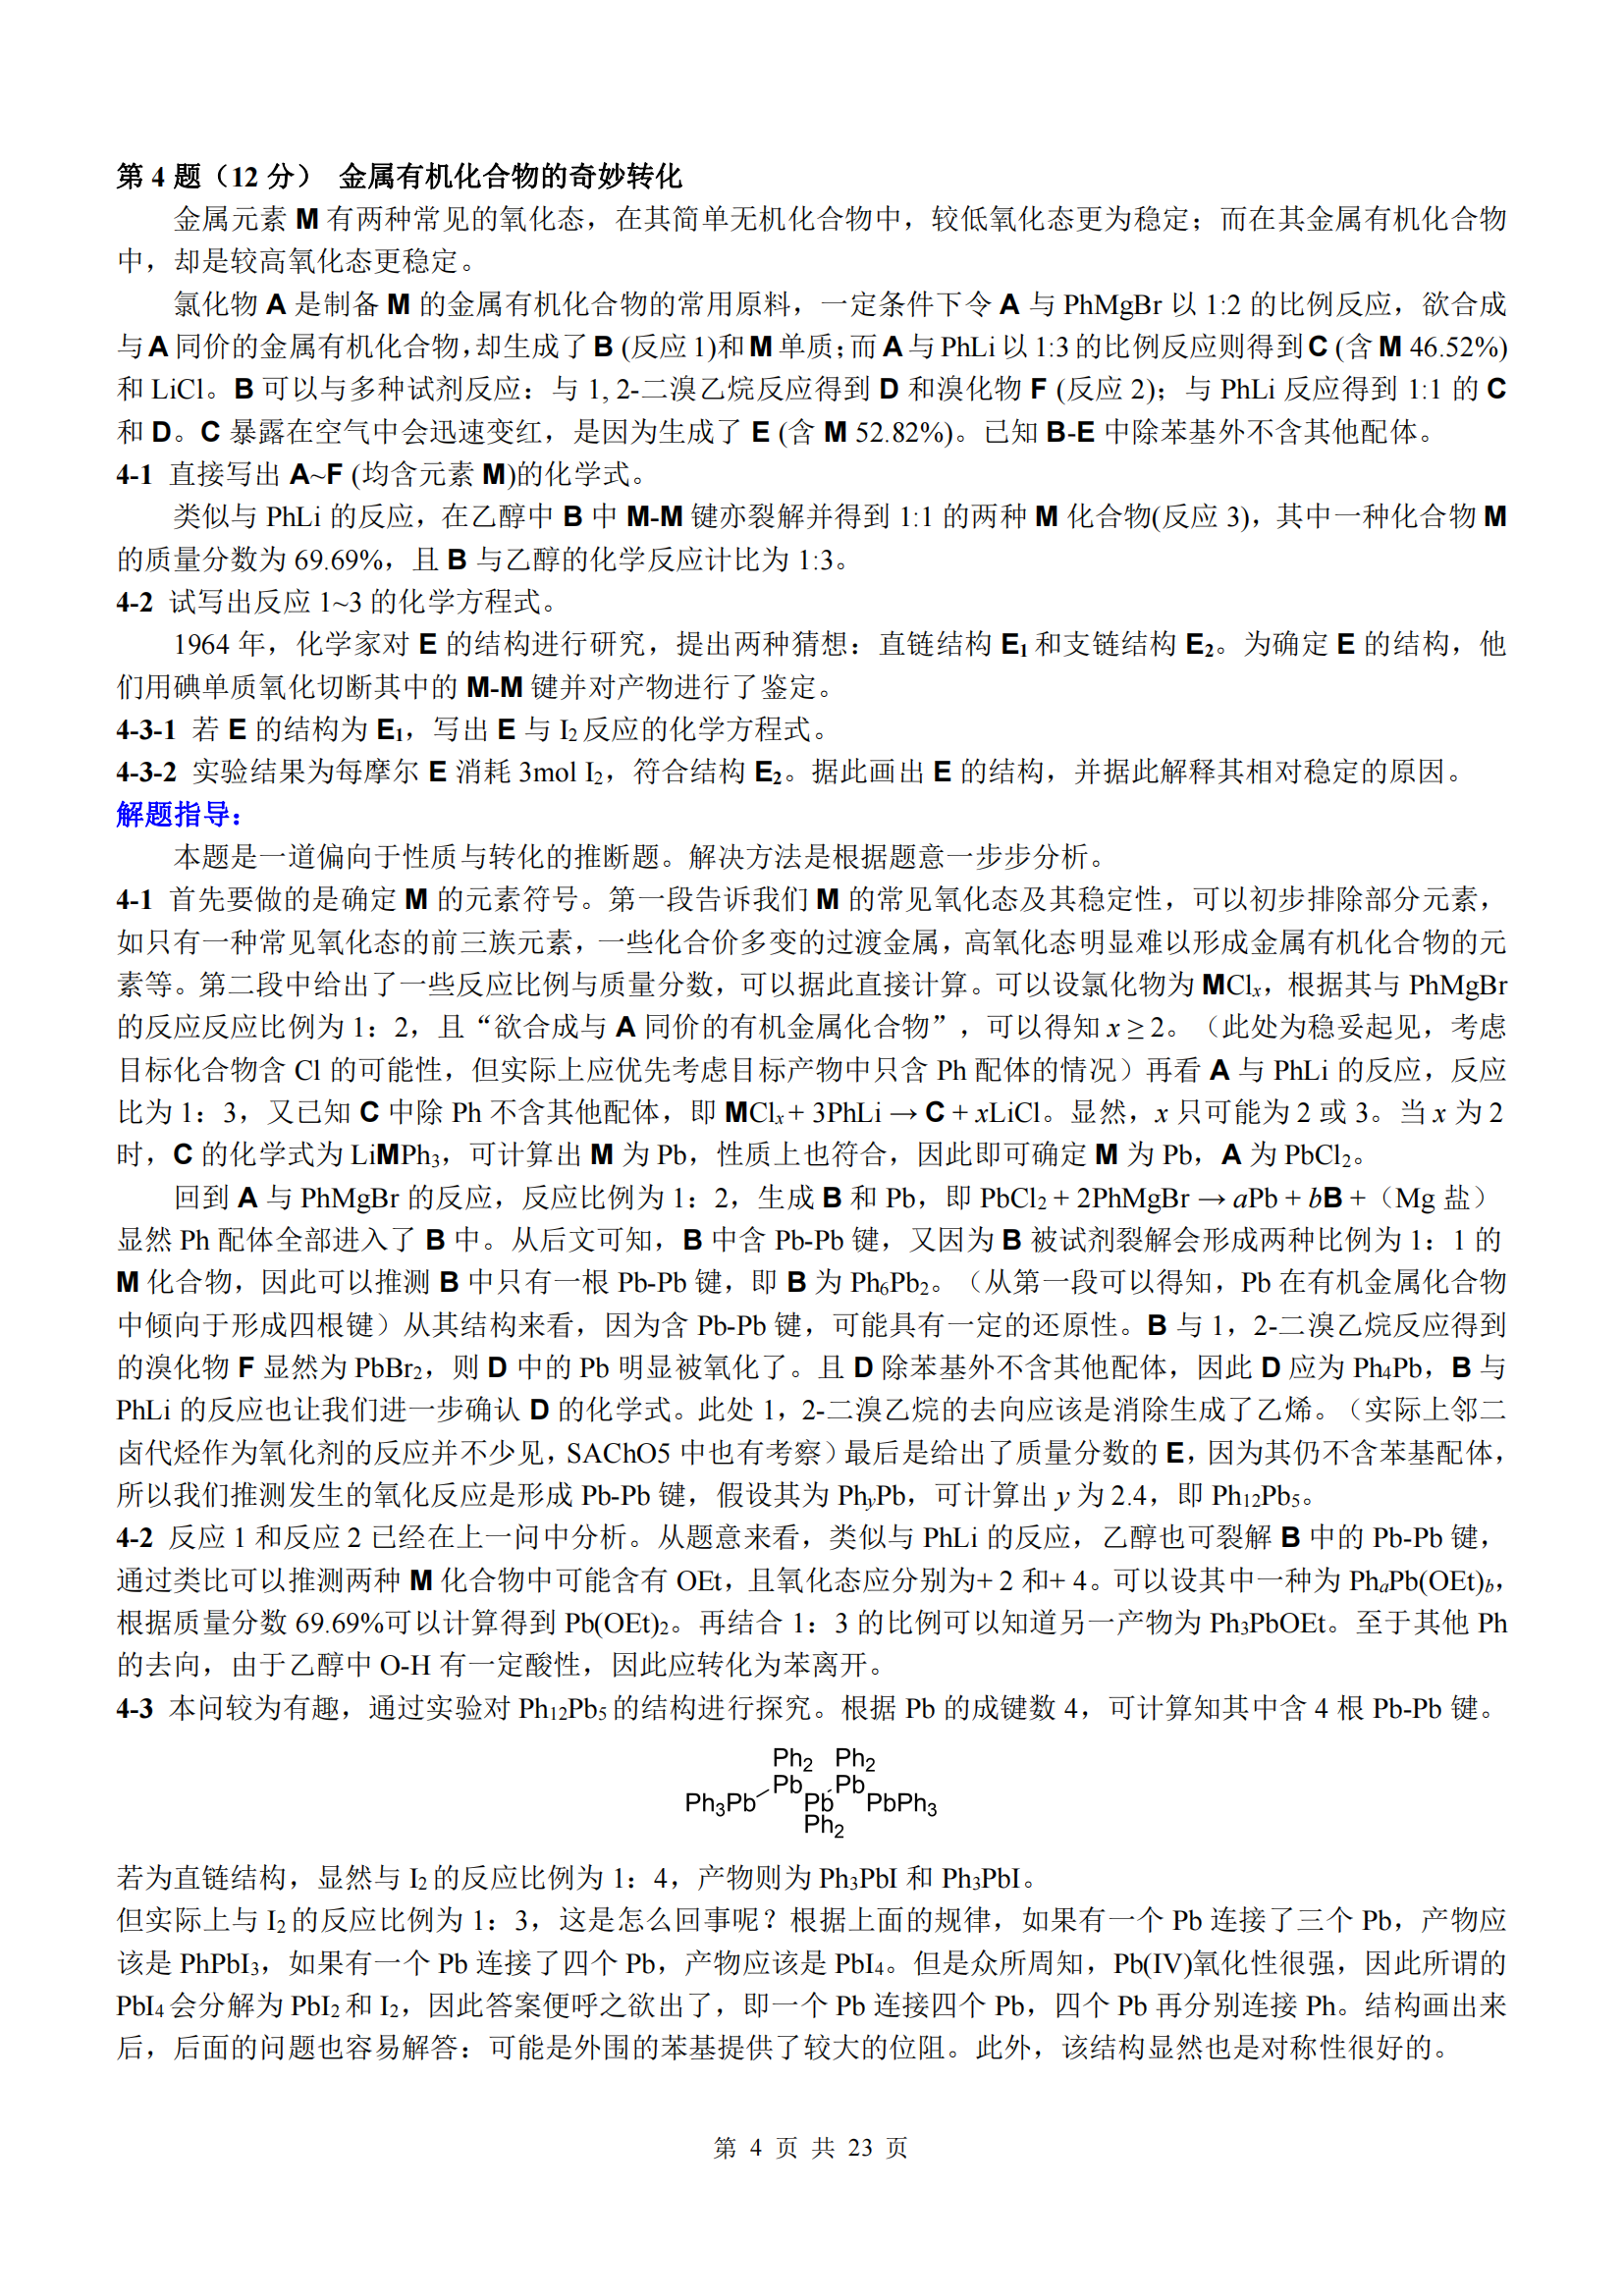 第 4 题（12 分） 金属有机化合物的奇妙转化
金属元素 M 有两种常见的氧化态，在其简单无机化合物中，较低氧化态更为稳定；而在其金属有机化合物
中，却是较高氧化态更稳定。
氯化物 A 是制备 M 的金属有机化合物的常用原料，一定条件下令 A 与 PhMgBr 以 1:2 的比例反应，欲合成
与 A 同价的金属有机化合物，却生成了 B (反应 1)和 M 单质；而 A 与 PhLi 以 1:3 的比例反应则得到 C (含 M 46.52%)
和 LiCl。B 可以与多种试剂反应：与 1, 2-二溴乙烷反应得到 D 和溴化物 F (反应 2)；与 PhLi 反应得到 1:1 的 C
和 D。C 暴露在空气中会迅速变红，是因为生成了 E (含 M 52.82%)。已知 B-E 中除苯基外不含其他配体。
4-1 直接写出 A~F (均含元素 M)的化学式。
类似与 PhLi 的反应，在乙醇中 B 中 M-M 键亦裂解并得到 1:1 的两种 M 化合物(反应 3)，其中一种化合物 M
的质量分数为 69.69%，且 B 与乙醇的化学反应计比为 1:3。
4-2 试写出反应 1~3 的化学方程式。
1964 年，化学家对 E 的结构进行研究，提出两种猜想：直链结构 E₁ 和支链结构 E₂。为确定 E 的结构，他
们用碘单质氧化切断其中的 M-M 键并对产物进行了鉴定。
4-3-1 若 E 的结构为 E₁，写出 E 与 I₂ 反应的化学方程式。
4-3-2 实验结果为每摩尔 E 消耗 3mol I₂，符合结构 E₂。据此画出 E 的结构，并据此解释其相对稳定的原因。
解题指导：
本题是一道偏向于性质与转化的推断题。解决方法是根据题意一步步分析。
4-1 首先要做的是确定 M 的元素符号。第一段告诉我们 M 的常见氧化态及其稳定性，可以初步排除部分元素，
如只有一种常见氧化态的前三族元素，一些化合价多变的过渡金属，高氧化态明显难以形成金属有机化合物的元
素等。第二段中给出了一些反应比例与质量分数，可以据此直接计算。可以设氯化物为 MClₓ，根据其与 PhMgBr
的反应反应比例为 1：2，且“欲合成与 A 同价的有机金属化合物”，可以得知 x ≥ 2。（此处为稳妥起见，考虑
目标化合物含 Cl 的可能性，但实际上应优先考虑目标产物中只含 Ph 配体的情况）再看 A 与 PhLi 的反应，反应
比为 1：3，又已知 C 中除 Ph 不含其他配体，即 MClₓ + 3PhLi → C + xLiCl。显然，x 只可能为 2 或 3。当 x 为 2
时，C 的化学式为 LiMPh₃，可计算出 M 为 Pb，性质上也符合，因此即可确定 M 为 Pb，A 为 PbCl₂。
回到 A 与 PhMgBr 的反应，反应比例为 1：2，生成 B 和 Pb，即 PbCl₂ + 2PhMgBr → aPb + bB +（Mg 盐）
显然 Ph 配体全部进入了 B 中。从后文可知，B 中含 Pb-Pb 键，又因为 B 被试剂裂解会形成两种比例为 1：1 的
M 化合物，因此可以推测 B 中只有一根 Pb-Pb 键，即 B 为 Ph₆Pb₂。（从第一段可以得知，Pb 在有机金属化合物
中倾向于形成四根键）从其结构来看，因为含 Pb-Pb 键，可能具有一定的还原性。B 与 1，2-二溴乙烷反应得到
的溴化物 F 显然为 PbBr₂，则 D 中的 Pb 明显被氧化了。且 D 除苯基外不含其他配体，因此 D 应为 Ph₄Pb，B 与
PhLi 的反应也让我们进一步确认 D 的化学式。此处 1，2-二溴乙烷的去向应该是消除生成了乙烯。（实际上邻二
卤代烃作为氧化剂的反应并不少见，SAChO5 中也有考察）最后是给出了质量分数的 E，因为其仍不含苯基配体，
所以我们推测发生的氧化反应是形成 Pb-Pb 键，假设其为 PhᵧPb，可计算出 y 为 2.4，即 Ph₁₂Pb₅。
4-2 反应 1 和反应 2 已经在上一问中分析。从题意来看，类似与 PhLi 的反应，乙醇也可裂解 B 中的 Pb-Pb 键，
通过类比可以推测两种 M 化合物中可能含有 OEt，且氧化态应分别为+ 2 和+ 4。可以设其中一种为 PhₐPb(OEt)b，
根据质量分数 69.69%可以计算得到 Pb(OEt)₂。再结合 1：3 的比例可以知道另一产物为 Ph₃PbOEt。至于其他 Ph
的去向，由于乙醇中 O-H 有一定酸性，因此应转化为苯离开。
4-3 本问较为有趣，通过实验对 Ph₁₂Pb₅ 的结构进行探究。根据 Pb 的成键数 4，可计算知其中含 4 根 Pb-Pb 键。
Ph₂ Ph₂
Pb Pb
Ph₃Pb Pb PbPh₃
Ph₂
若为直链结构，显然与 I₂ 的反应比例为 1：4，产物则为 Ph₃PbI 和 Ph₃PbI。
但实际上与 I₂ 的反应比例为 1：3，这是怎么回事呢？根据上面的规律，如果有一个 Pb 连接了三个 Pb，产物应
该是 PhPbI₃，如果有一个 Pb 连接了四个 Pb，产物应该是 PbI₄。但是众所周知，Pb(IV)氧化性很强，因此所谓的
PbI₄ 会分解为 PbI₂ 和 I₂，因此答案便呼之欲出了，即一个 Pb 连接四个 Pb，四个 Pb 再分别连接 Ph。结构画出来
后，后面的问题也容易解答：可能是外围的苯基提供了较大的位阻。此外，该结构显然也是对称性很好的。
第 4 页 共 23 页